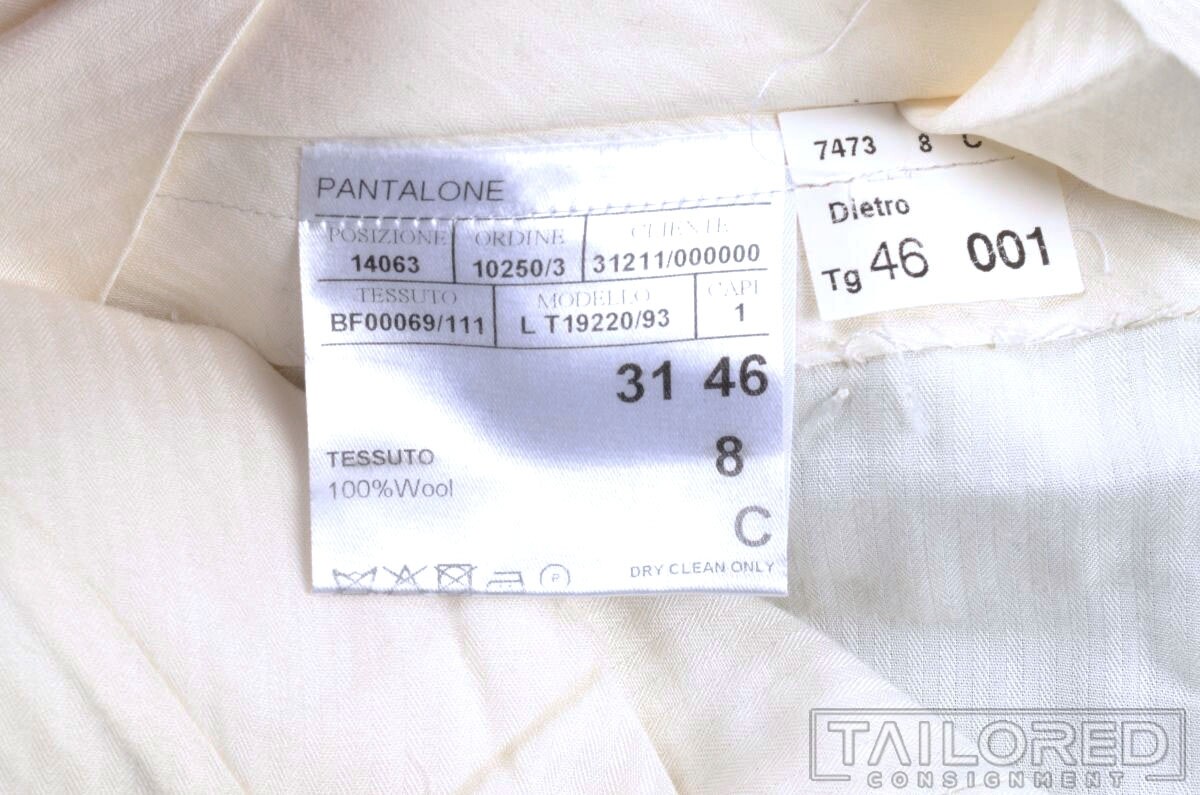 PANTALONE
POSIZIONE ORDINE CLIENTE
14063 10250/3 31211/000000
TESSUTO MODELLO CAPI
BF00069/111 L T19220/93 1
31 46
8
TESSUTO
100%Wool
C
P
DRY CLEAN ONLY
7473 8 C
Dietro
Tg 46 001
TAILORED
CONSIGNMENT